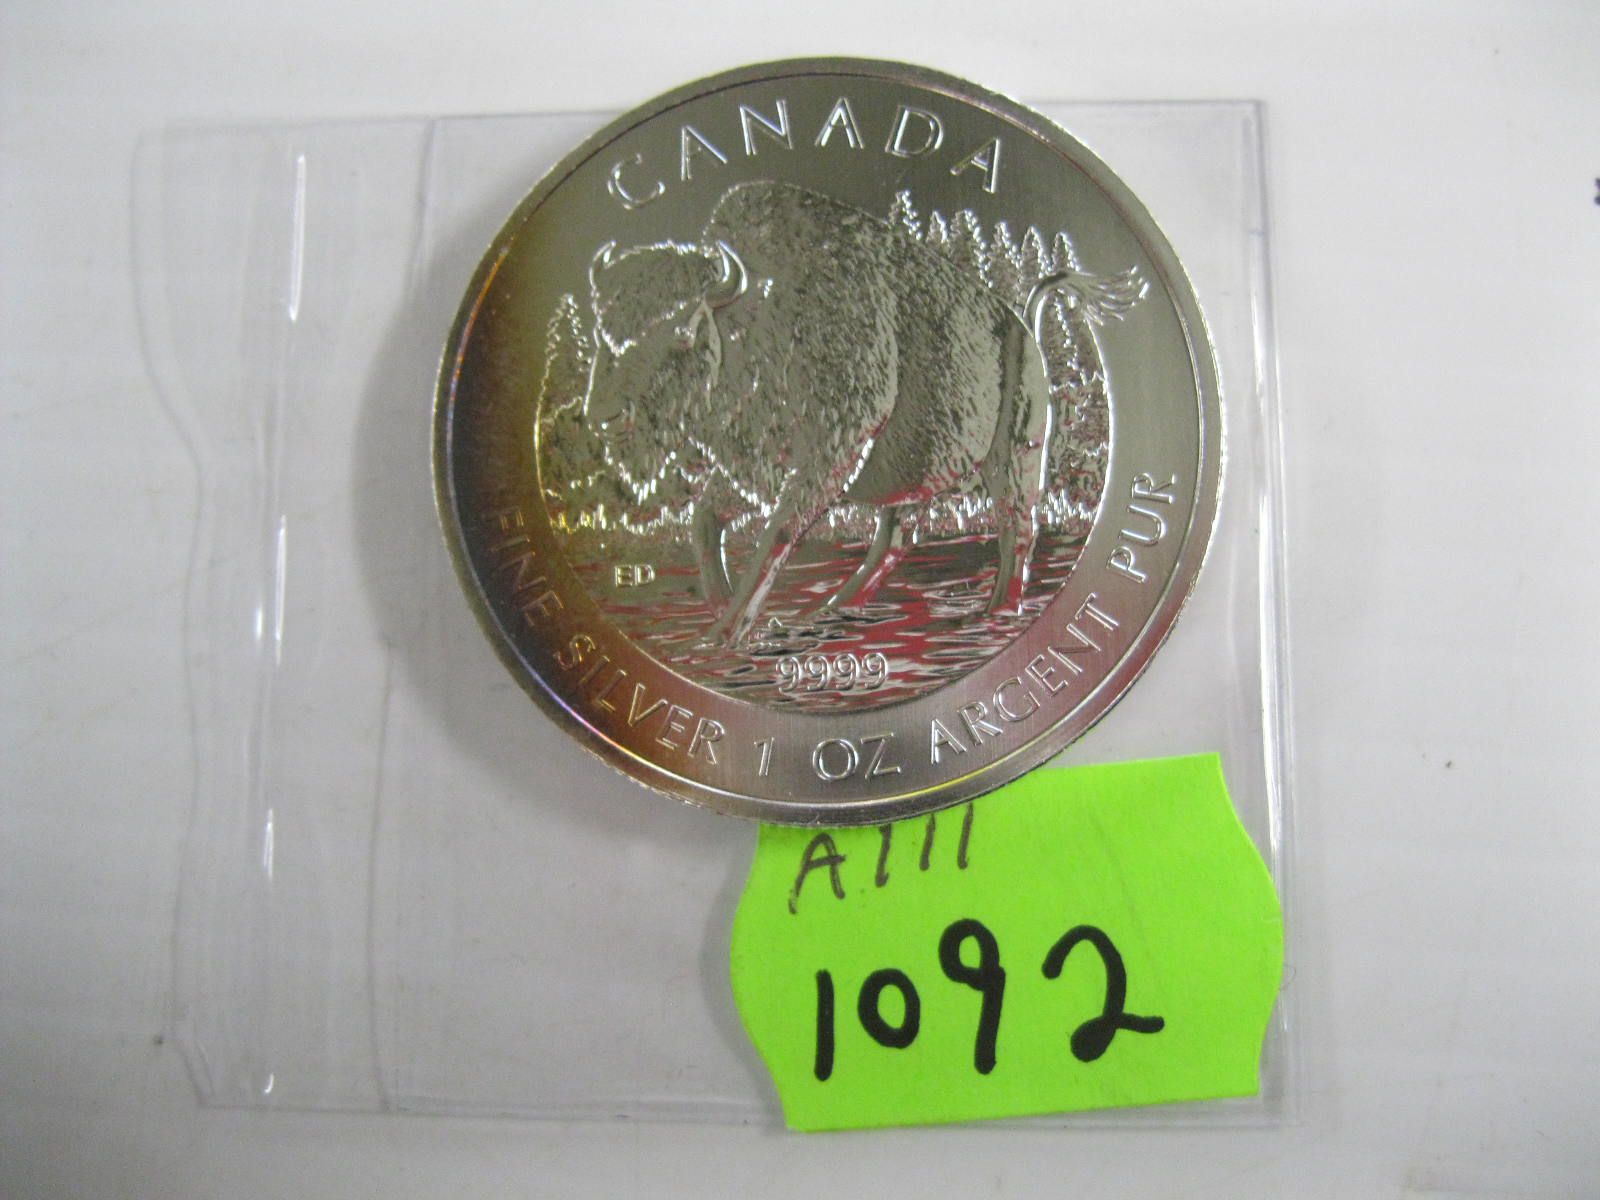 CANADA
ED
9999
FINE SILVER 1 OZ ARGENT PUR
A111
1092